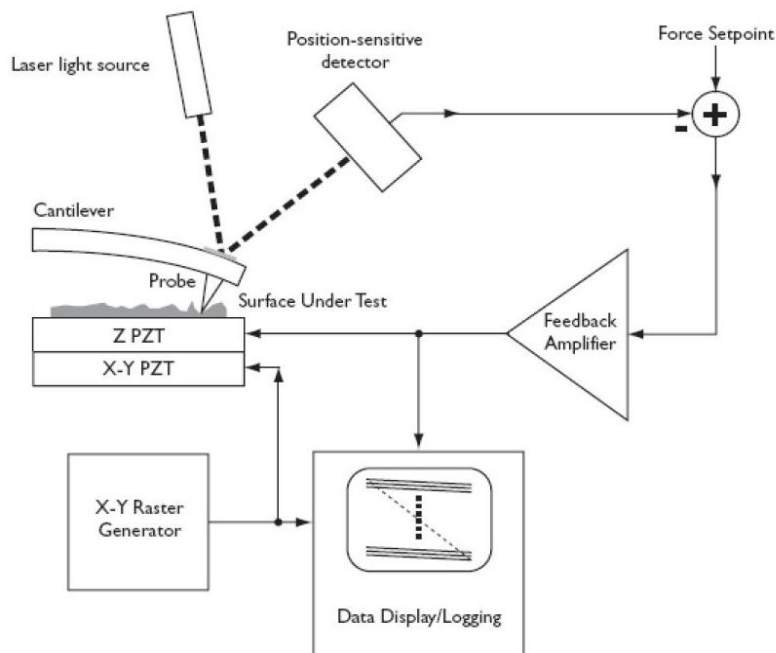 Force Setpoint
Position-sensitive
detector
Laser light source
+
-
Cantilever
Probe
Surface Under Test
Z PZT
X-Y PZT
Feedback
Amplifier
X-Y Raster
Generator
Data Display/Logging